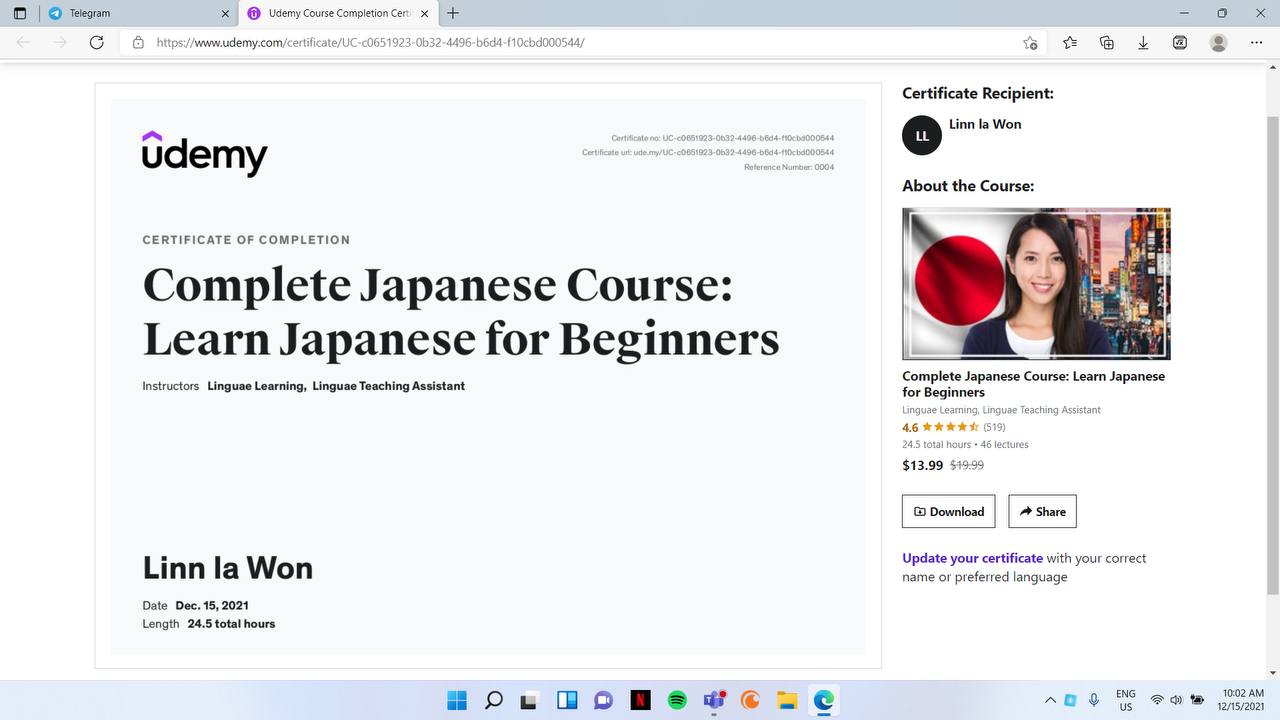 Telegram
Udemy Course Completion Certi
https://www.udemy.com/certificate/UC-c0651923-0b32-4496-b6d4-f10cbd000544/
udemy
Certificate no: UC-c0651923-0b32-4496-b6d4-f10cbd000544
Certificate url: ude.my/UC-c0651923-0b32-4496-b6d4-f10cbd000544
Reference Number: 0004
CERTIFICATE OF COMPLETION
Complete Japanese Course:
Learn Japanese for Beginners
Instructors Linguae Learning, Linguae Teaching Assistant
Linn la Won
Date Dec. 15, 2021
Length 24.5 total hours
Certificate Recipient:
LL
Linn la Won
About the Course:
Complete Japanese Course: Learn Japanese
for Beginners
Linguae Learning, Linguae Teaching Assistant
4.6 (519)
24.5 total hours • 46 lectures
$13.99 $19.99
Download
Share
Update your certificate with your correct
name or preferred language
N
ENG
US
10:02 AM
12/15/2021